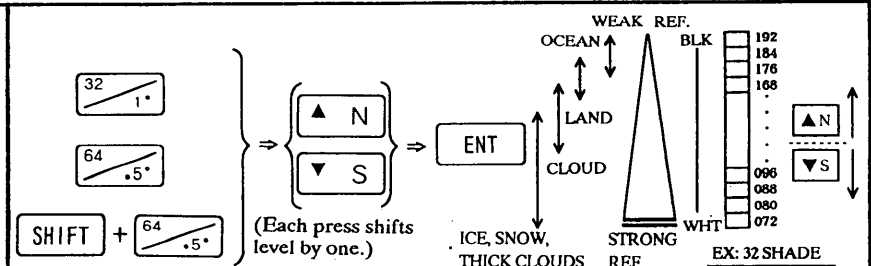 32
1°
64
.5°
SHIFT + 64
.5°
⇒
▲ N
▼ S
(Each press shifts
level by one.)
⇒
ENT
WEAK REF.
OCEAN
LAND
CLOUD
ICE, SNOW,
THICK CLOUDS
STRONG
REF
BLK
WHT
192
184
176
168
096
088
080
072
▲ N
▼ S
EX: 32 SHADE